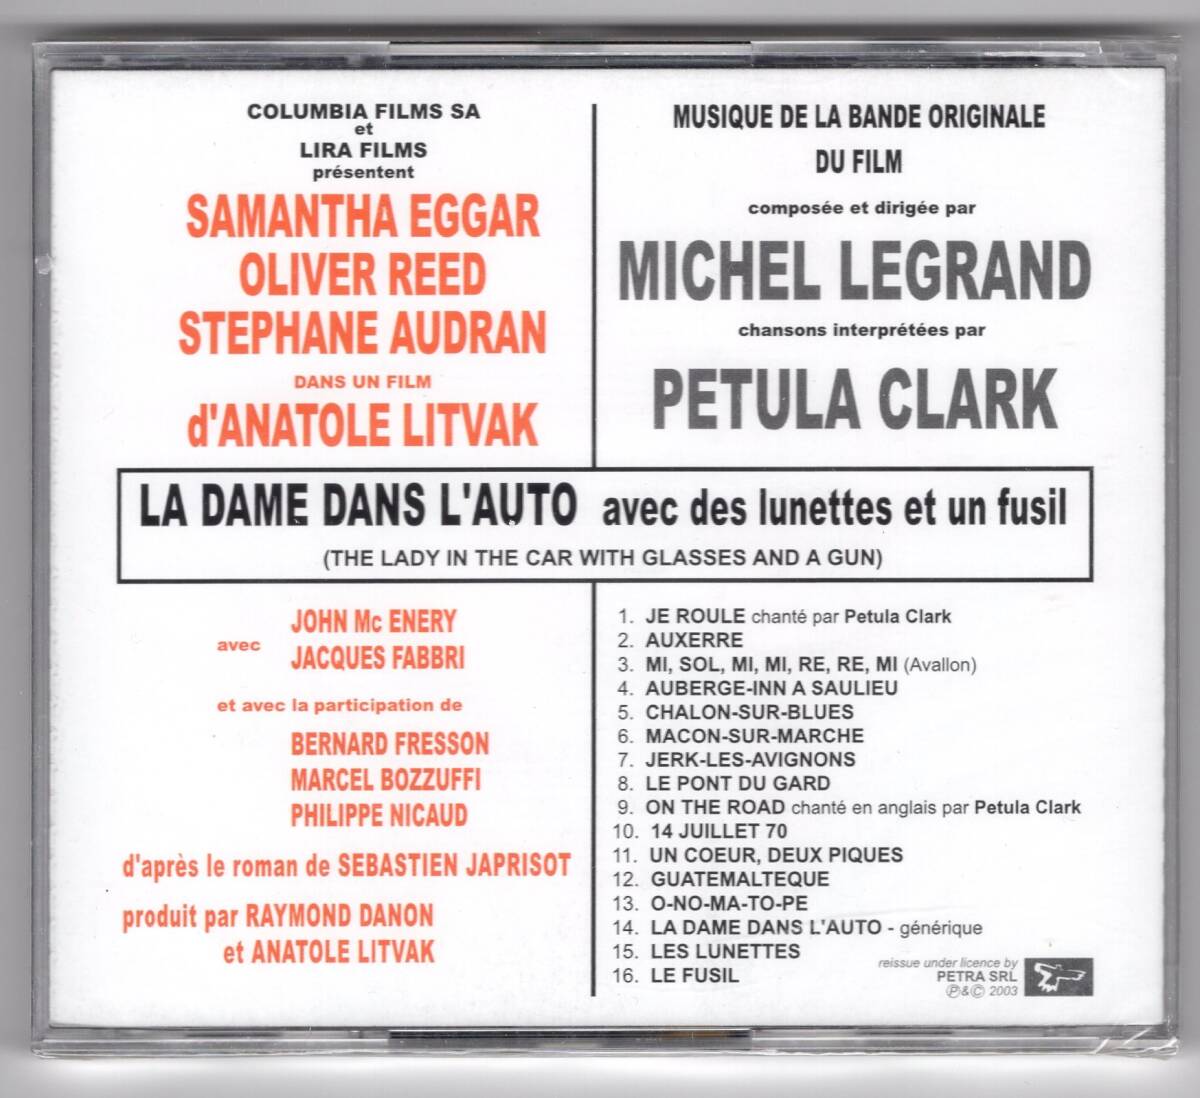 COLUMBIA FILMS SA
et
LIRA FILMS
présentent
SAMANTHA EGGAR
OLIVER REED
STEPHANE AUDRAN
DANS UN FILM
d'ANATOLE LITVAK
MUSIQUE DE LA BANDE ORIGINALE
DU FILM
composée et dirigée par
MICHEL LEGRAND
chansons interprétées par
PETULA CLARK
LA DAME DANS L'AUTO avec des lunettes et un fusil
(THE LADY IN THE CAR WITH GLASSES AND A GUN)
avec
JOHN Mc ENERY
JACQUES FABBRI
et avec la participation de
BERNARD FRESSON
MARCEL BOZZUFFI
PHILIPPE NICAUD
d'après le roman de SEBASTIEN JAPRISOT
produit par RAYMOND DANON
et ANATOLE LITVAK
1. JE ROULE chanté par Petula Clark
2. AUXERRE
3. MI, SOL, MI, MI, RE, RE, MI (Avallon)
4. AUBERGE-INN A SAULIEU
5. CHALON-SUR-BLUES
6. MACON-SUR-MARCHE
7. JERK-LES-AVIGNONS
8. LE PONT DU GARD
9. ON THE ROAD chanté en anglais par Petula Clark
10. 14 JUILLET 70
11. UN COEUR, DEUX PIQUES
12. GUATEMALTEQUE
13. O-NO-MA-TO-PE
14. LA DAME DANS L'AUTO - générique
15. LES LUNETTES
16. LE FUSIL
reissue under licence by
PETRA SRL
℗&© 2003